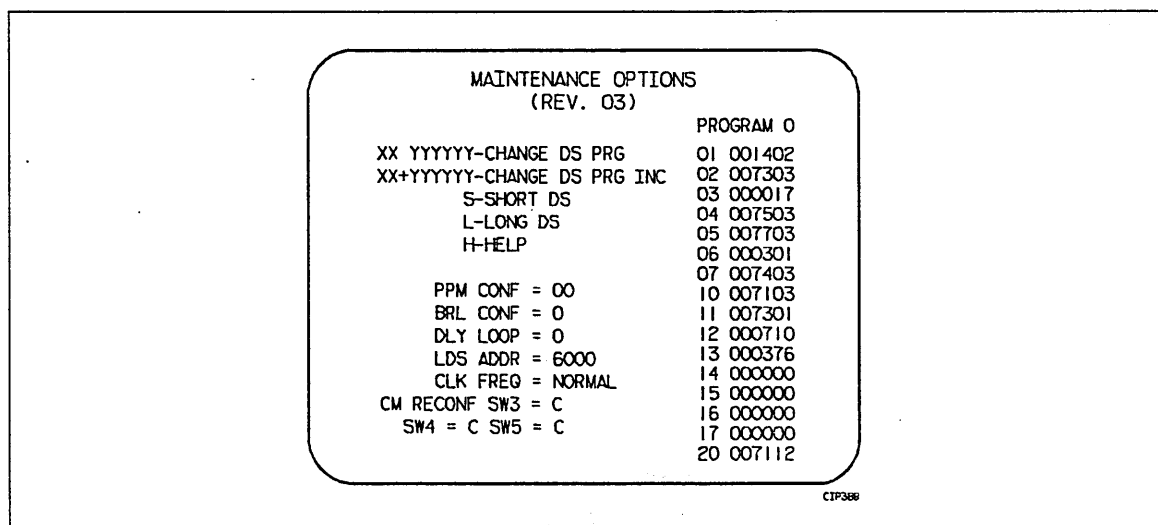 MAINTENANCE OPTIONS
(REV. 03)
PROGRAM 0
XX YYYYYY-CHANGE DS PRG
XX+YYYYYY-CHANGE DS PRG INC
S-SHORT DS
L-LONG DS
H-HELP
PPM CONF = 00
BRL CONF = 0
DLY LOOP = 0
LDS ADDR = 6000
CLK FREQ = NORMAL
CM RECONF SW3 = C
SW4 = C SW5 = C
01 001402
02 007303
03 000017
04 007503
05 007703
06 000301
07 007403
10 007103
11 007301
12 000710
13 000376
14 000000
15 000000
16 000000
17 000000
20 007112